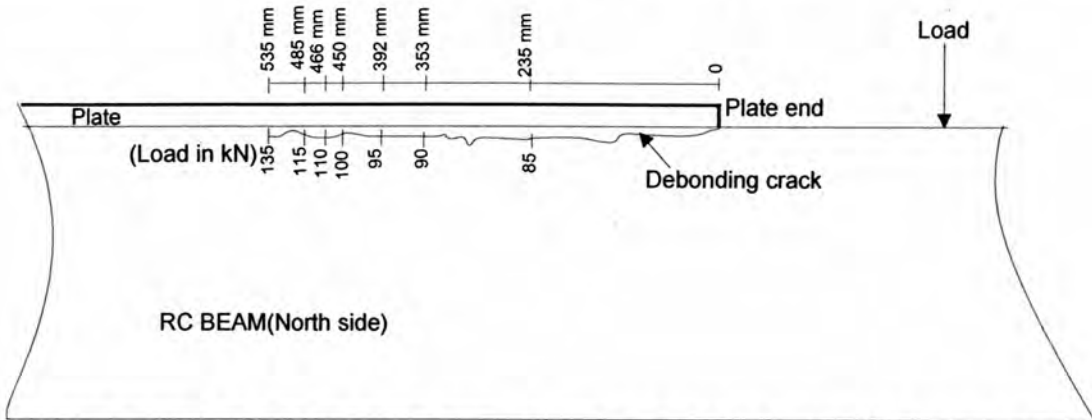 535 mm
485 mm
466 mm
450 mm
392 mm
353 mm
235 mm
0
Load
Plate
Plate end
(Load in kN)
135
115
110
100
95
90
85
Debonding crack
RC BEAM(North side)